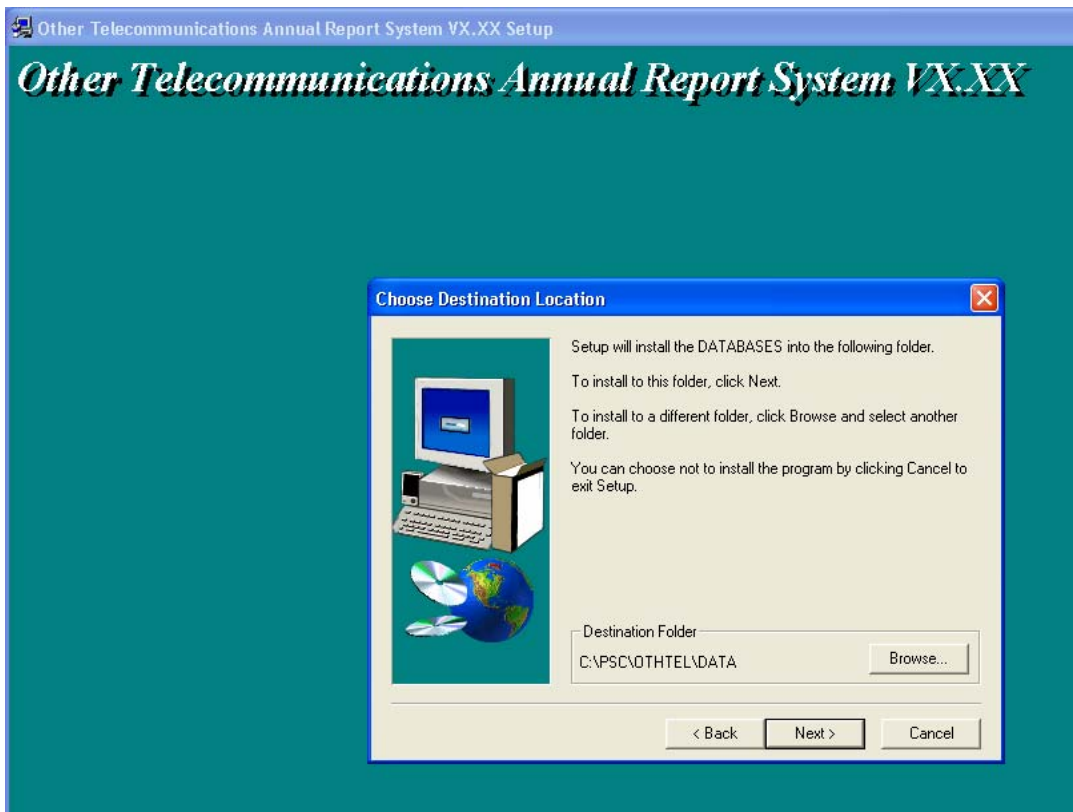 Other Telecommunications Annual Report System VX.XX Setup
Other Telecommunications Annual Report System VX.XX
Choose Destination Location
Setup will install the DATABASES into the following folder.
To install to this folder, click Next.
To install to a different folder, click Browse and select another
folder.
You can choose not to install the program by clicking Cancel to
exit Setup.
Destination Folder
C:\PSC\OTHTEL\DATA
Browse...
< Back
Next >
Cancel